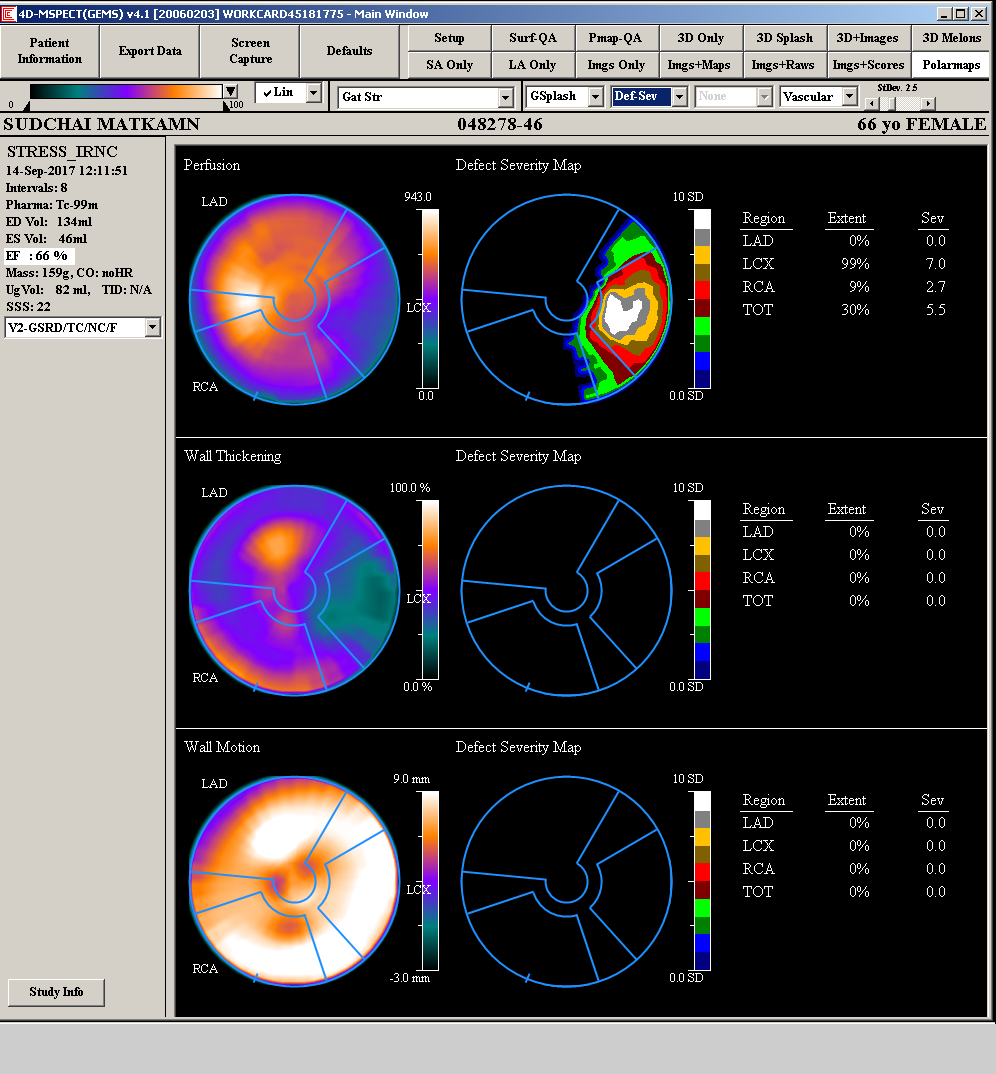 4D-MSPECT(GEMS) v4.1 [20060203] WORKCARD45181775 - Main Window
Patient Information
Export Data
Screen Capture
Defaults
Setup Surf-QA Pmap-QA 3D Only 3D Splash 3D+Images 3D Melons
SA Only LA Only Imgs Only Imgs+Maps Imgs+Raws Imgs+Scores Polarmaps
0 100
Lin
Gat Str
GSplash
Def-Sev
None
Vascular
StDev. 2.5
SUDCHAI MATKAMN 048278-46 66 yo FEMALE
STRESS_IRNC
14-Sep-2017 12:11:51
Intervals: 8
Pharma: Tc-99m
ED Vol: 134ml
ES Vol: 46ml
EF : 66 %
Mass: 159g, CO: noHR
UgVol: 82 ml, TID: N/A
SSS: 22
V2-GSRD/TC/NC/F
Study Info
Perfusion
LAD
LCX
RCA
943.0
0.0
Defect Severity Map
10 SD
0.0 SD
Region Extent Sev
LAD 0% 0.0
LCX 99% 7.0
RCA 9% 2.7
TOT 30% 5.5
Wall Thickening
LAD
LCX
RCA
100.0 %
0.0 %
Defect Severity Map
10 SD
0.0 SD
Region Extent Sev
LAD 0% 0.0
LCX 0% 0.0
RCA 0% 0.0
TOT 0% 0.0
Wall Motion
LAD
LCX
RCA
9.0 mm
-3.0 mm
Defect Severity Map
10 SD
0.0 SD
Region Extent Sev
LAD 0% 0.0
LCX 0% 0.0
RCA 0% 0.0
TOT 0% 0.0